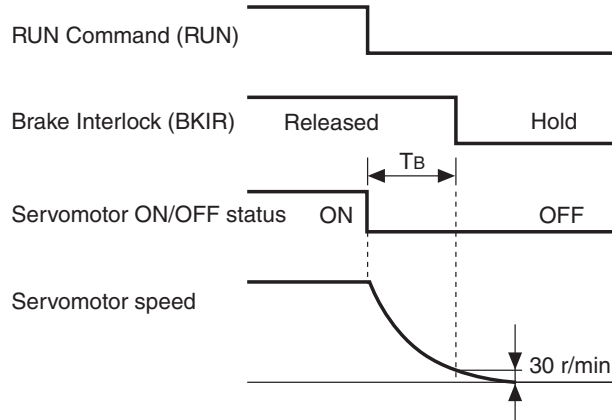 RUN Command (RUN)
Brake Interlock (BKIR) Released Hold
TB
Servomotor ON/OFF status ON OFF
Servomotor speed
30 r/min